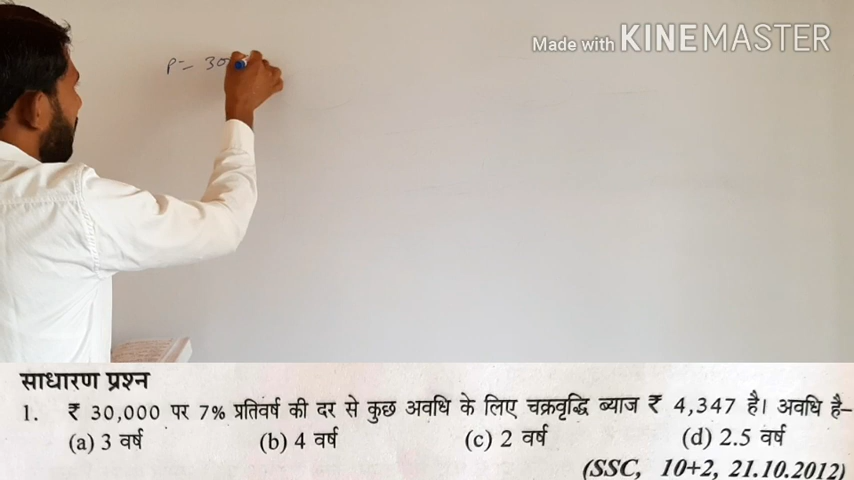 Made with KINEMASTER
P - 30
साधारण प्रश्न
1. ₹ 30,000 पर 7% प्रतिवर्ष की दर से कुछ अवधि के लिए चक्रवृद्धि ब्याज ₹ 4,347 है। अवधि है–
(a) 3 वर्ष (b) 4 वर्ष (c) 2 वर्ष (d) 2.5 वर्ष
(SSC, 10+2, 21.10.2012)